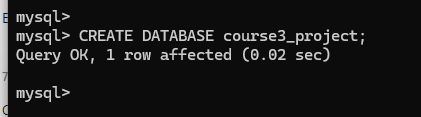 mysql>
mysql> CREATE DATABASE course3_project;
Query OK, 1 row affected (0.02 sec)
mysql>